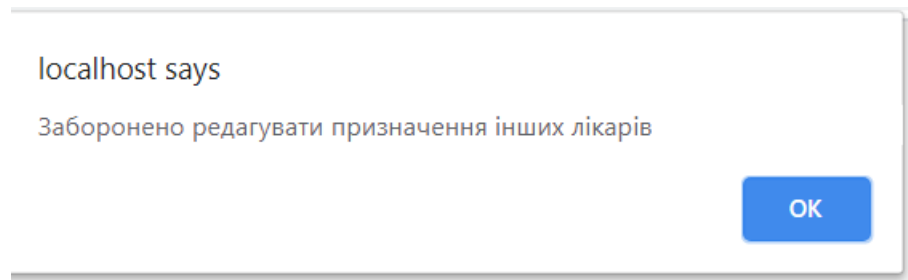 localhost says
Заборонено редагувати призначення інших лікарів
OK